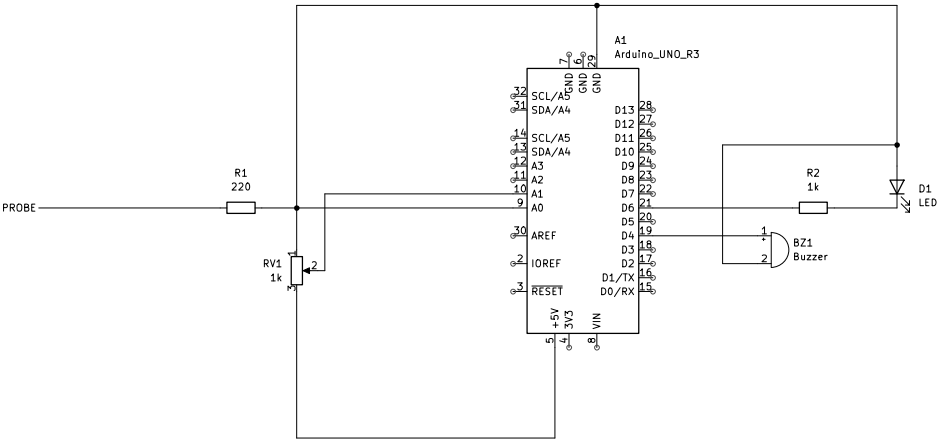 A1
Arduino_UNO_R3
7
6
29
GND
GND
GND
32 SCL/A5
31 SDA/A4
D13 28
D12 27
14 SCL/A5
D11 26
13 SDA/A4
D10 25
12 A3
D9 24
11 A2
D8 23
10 A1
D7 22
9 A0
D6 21
D5 20
30 AREF
D4 19
D3 18
2 IOREF
D2 17
D1/TX 16
3 RESET
D0/RX 15
+5V
3V3
VIN
5
4
8
R1
220
PROBE
RV1
1k
1
2
3
R2
1k
D1
LED
1
+
2
BZ1
Buzzer